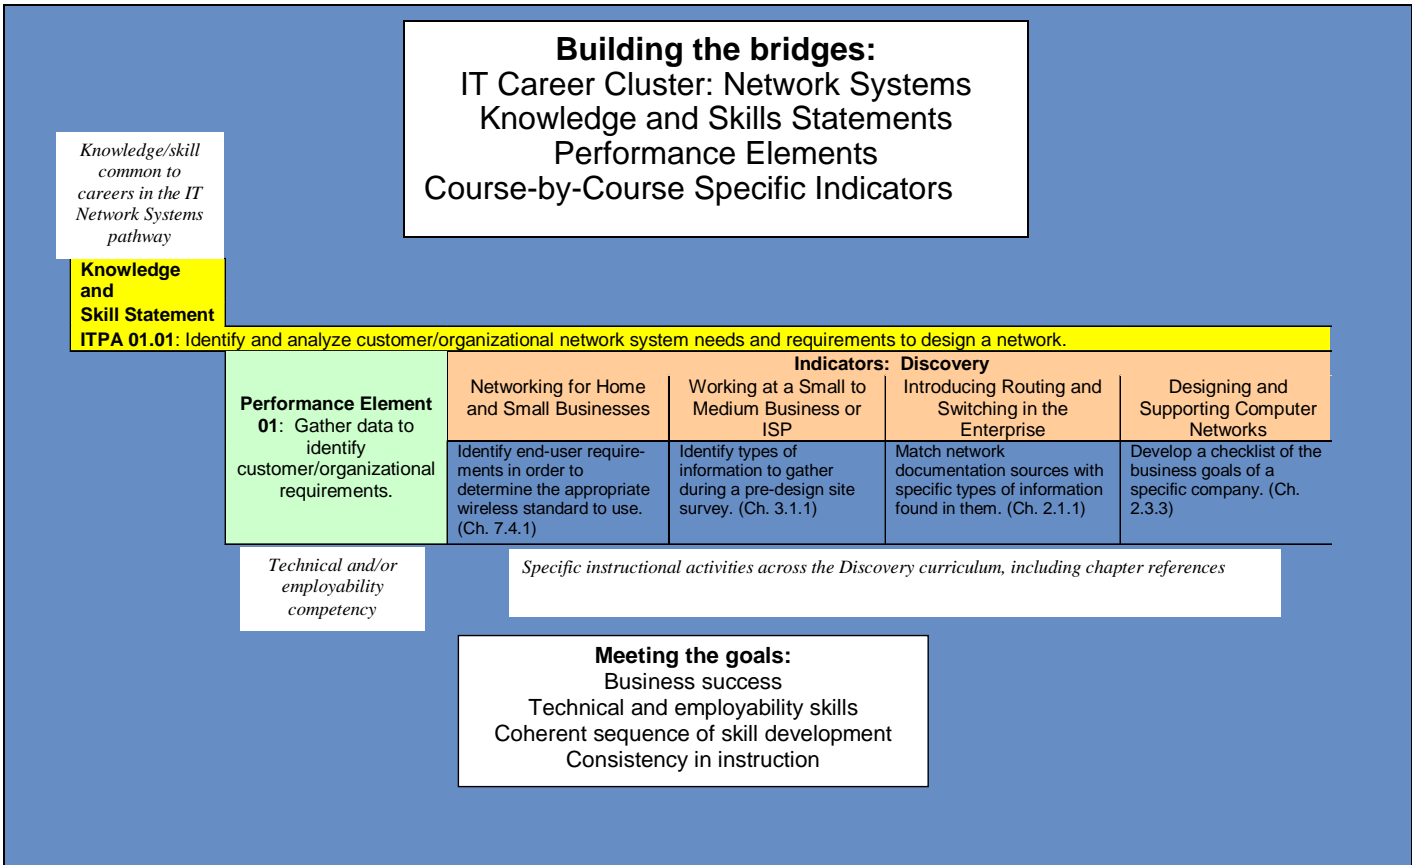 Building the bridges:
IT Career Cluster: Network Systems
Knowledge and Skills Statements
Performance Elements
Course-by-Course Specific Indicators
Knowledge/skill
common to
careers in the IT
Network Systems
pathway
Knowledge
and
Skill Statement
ITPA 01.01: Identify and analyze customer/organizational network system needs and requirements to design a network.
Performance Element
01: Gather data to
identify
customer/organizational
requirements.
Indicators: Discovery
Networking for Home
and Small Businesses
Working at a Small to
Medium Business or
ISP
Introducing Routing and
Switching in the
Enterprise
Designing and
Supporting Computer
Networks
Identify end-user require-
ments in order to
determine the appropriate
wireless standard to use.
(Ch. 7.4.1)
Identify types of
information to gather
during a pre-design site
survey. (Ch. 3.1.1)
Match network
documentation sources with
specific types of information
found in them. (Ch. 2.1.1)
Develop a checklist of the
business goals of a
specific company. (Ch.
2.3.3)
Technical and/or
employability
competency
Specific instructional activities across the Discovery curriculum, including chapter references
Meeting the goals:
Business success
Technical and employability skills
Coherent sequence of skill development
Consistency in instruction